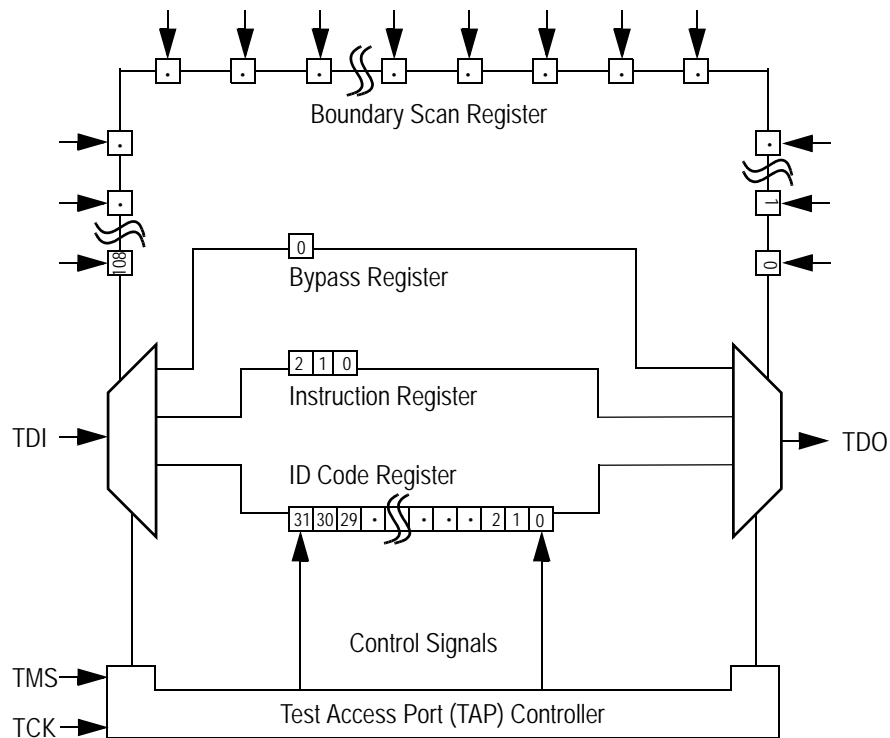 · · · · · · · ·
Boundary Scan Register
· ·
· 1
108 0
0
Bypass Register
2 1 0
Instruction Register
TDI TDO
ID Code Register
31 30 29 · · · · 2 1 0
Control Signals
TMS
Test Access Port (TAP) Controller
TCK